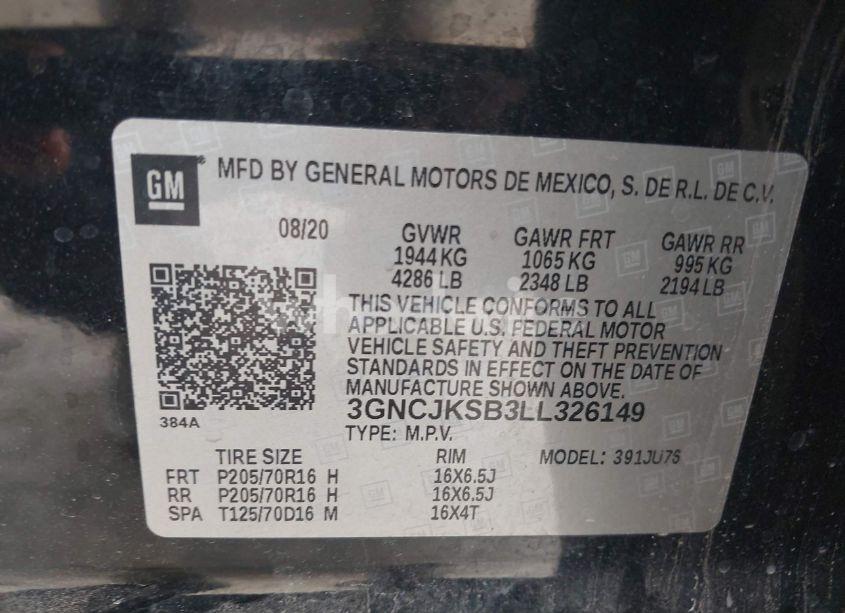 GM
MFD BY GENERAL MOTORS DE MEXICO, S. DE R.L. DE C.V.
08/20 GVWR GAWR FRT GAWR RR
1944 KG 1065 KG 995 KG
4286 LB 2348 LB 2194 LB
THIS VEHICLE CONFORMS TO ALL
APPLICABLE U.S. FEDERAL MOTOR
VEHICLE SAFETY AND THEFT PREVENTION
STANDARDS IN EFFECT ON THE DATE OF
MANUFACTURE SHOWN ABOVE.
384A
3GNCJKSB3LL326149
TYPE: M.P.V.
TIRE SIZE RIM MODEL: 391JU76
FRT P205/70R16 H 16X6.5J
RR P205/70R16 H 16X6.5J
SPA T125/70D16 M 16X4T